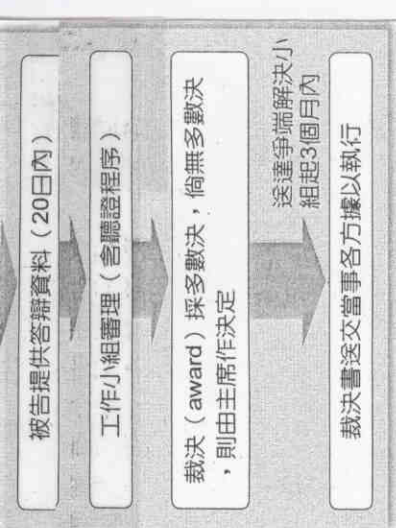 被告提供答辯資料（20日內）
工作小組審理（含聽證程序）
裁決（award）採多數決，倘無多數決
，則由主席作決定
送達爭端解決小
組起3個月內
裁決書送交當事各方據以執行